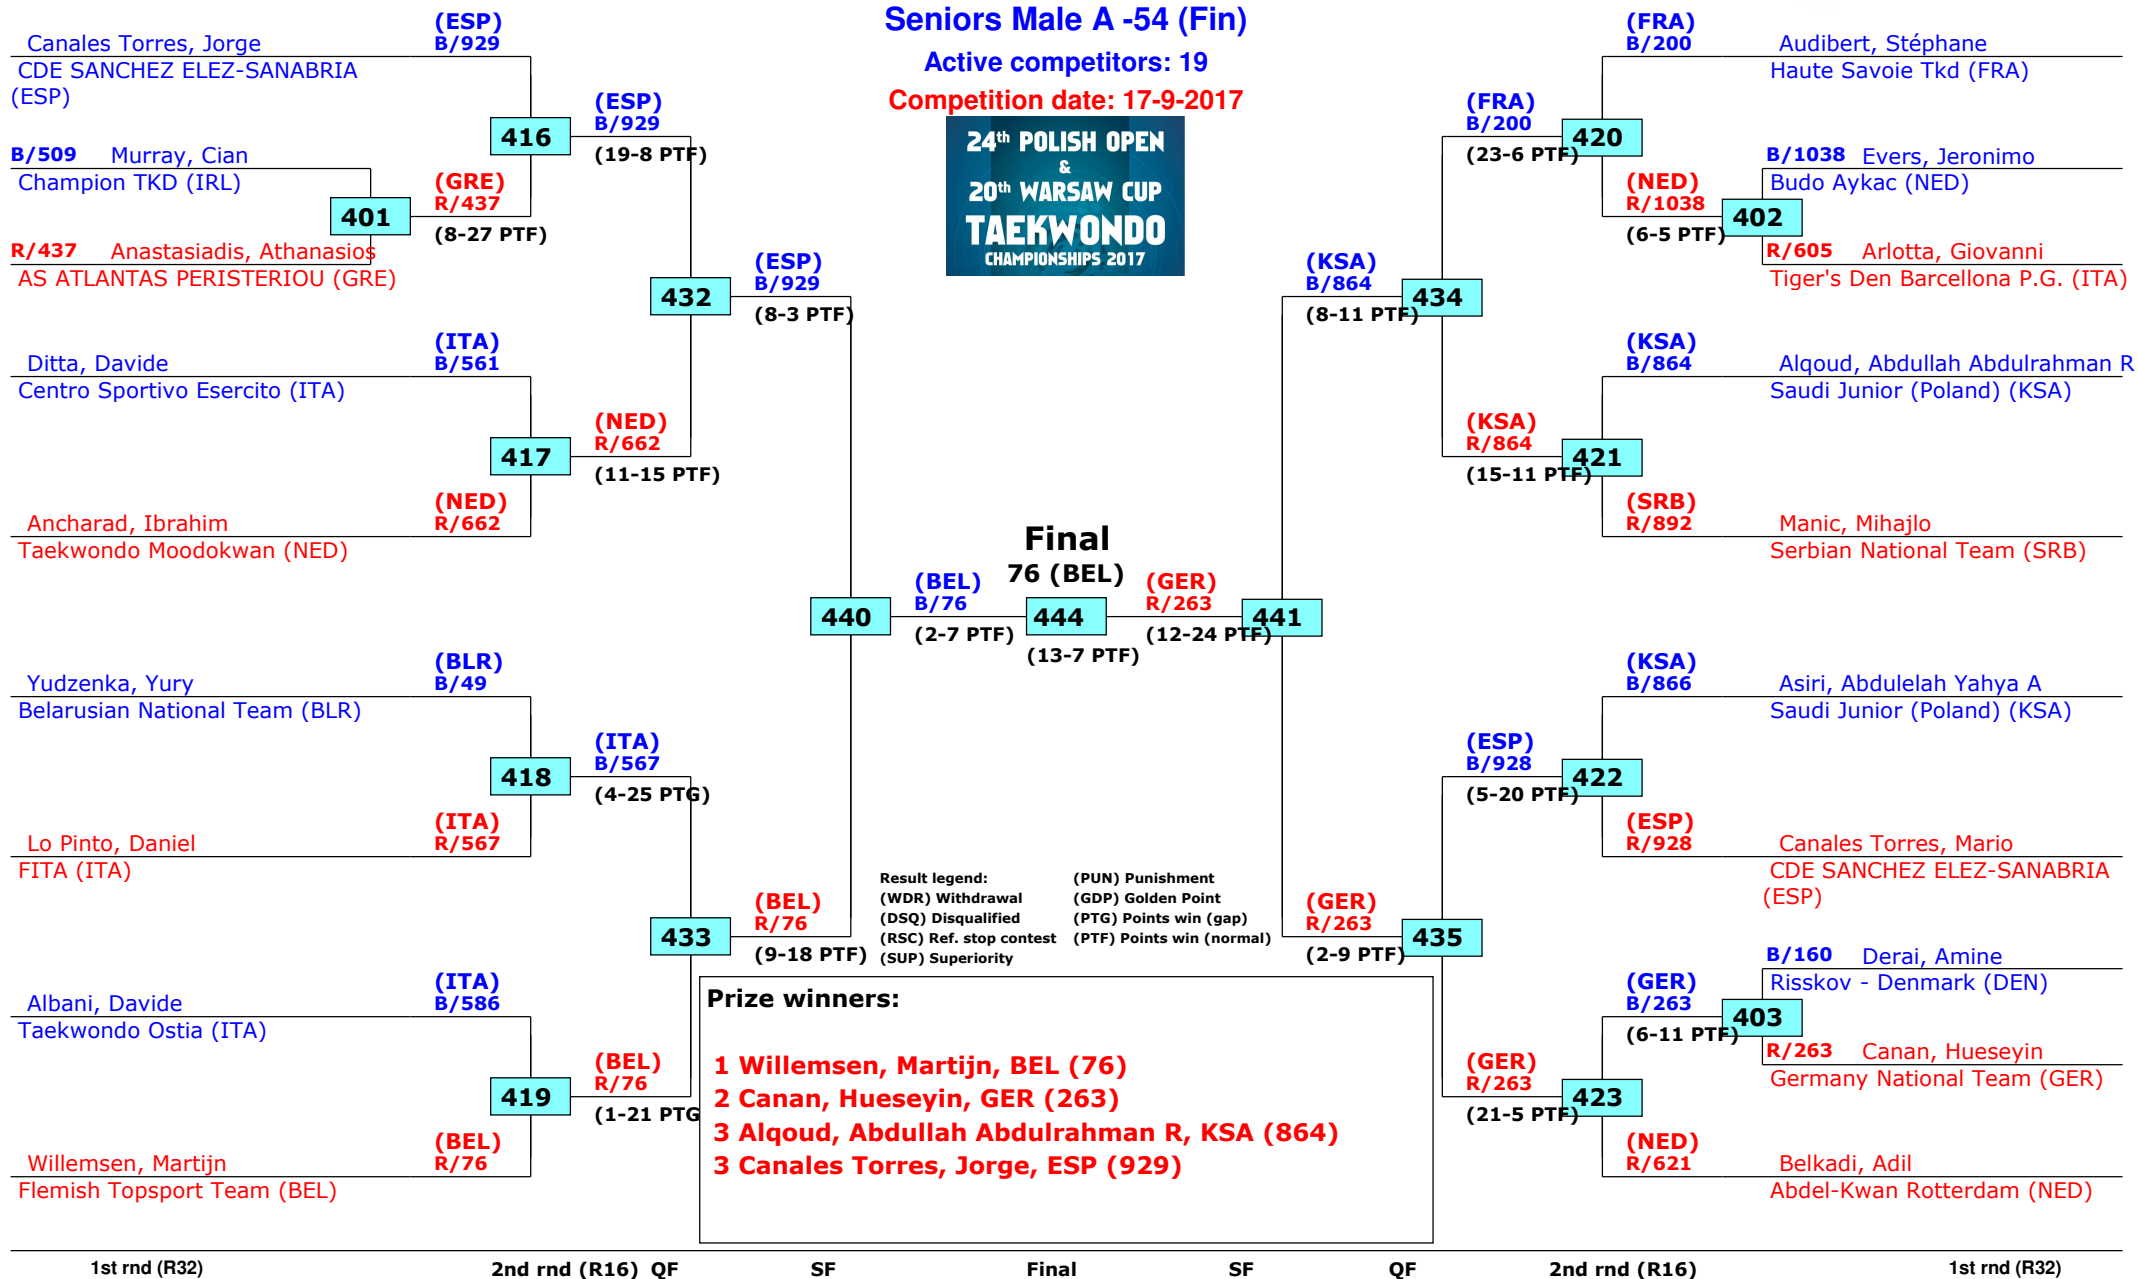 Seniors Male A -54 (Fin)
Active competitors: 19
Competition date: 17-9-2017
24th POLISH OPEN
&
20th WARSAW CUP
TAEKWONDO
CHAMPIONSHIPS 2017
Canales Torres, Jorge
CDE SANCHEZ ELEZ-SANABRIA
(ESP)
(ESP)
B/929
416
(ESP)
B/929
(19-8 PTF)
B/509 Murray, Cian
Champion TKD (IRL)
401
(GRE)
R/437
(8-27 PTF)
R/437 Anastasiadis, Athanasios
AS ATLANTAS PERISTERIOU (GRE)
432
(ESP)
B/929
(8-3 PTF)
Ditta, Davide
Centro Sportivo Esercito (ITA)
(ITA)
B/561
417
(NED)
R/662
(11-15 PTF)
Ancharad, Ibrahim
Taekwondo Moodokwan (NED)
(NED)
R/662
440
(BEL)
B/76
(2-7 PTF)
Final
76 (BEL)
444
(13-7 PTF)
(GER)
R/263
(12-24 PTF)
441
Yudzenka, Yury
Belarusian National Team (BLR)
(BLR)
B/49
418
(ITA)
B/567
(4-25 PTG)
Lo Pinto, Daniel
FITA (ITA)
(ITA)
R/567
433
(BEL)
R/76
(9-18 PTF)
Albani, Davide
Taekwondo Ostia (ITA)
(ITA)
B/586
419
(BEL)
R/76
(1-21 PTG
Willemsen, Martijn
Flemish Topsport Team (BEL)
(BEL)
R/76
(FRA)
B/200
Audibert, Stéphane
Haute Savoie Tkd (FRA)
(FRA)
B/200
(23-6 PTF)
420
B/1038 Evers, Jeronimo
Budo Aykac (NED)
(NED)
R/1038
(6-5 PTF)
402
R/605 Arlotta, Giovanni
Tiger's Den Barcellona P.G. (ITA)
(KSA)
B/864
(8-11 PTF)
434
(KSA)
B/864
Alqoud, Abdullah Abdulrahman R
Saudi Junior (Poland) (KSA)
(KSA)
R/864
(15-11 PTF)
421
(SRB)
R/892
Manic, Mihajlo
Serbian National Team (SRB)
(KSA)
B/866
Asiri, Abdulelah Yahya A
Saudi Junior (Poland) (KSA)
(ESP)
B/928
(5-20 PTF)
422
(ESP)
R/928
Canales Torres, Mario
CDE SANCHEZ ELEZ-SANABRIA
(ESP)
(GER)
R/263
(2-9 PTF)
435
B/160 Derai, Amine
Risskov - Denmark (DEN)
(GER)
B/263
(6-11 PTF)
403
R/263 Canan, Hueseyin
Germany National Team (GER)
(GER)
R/263
(21-5 PTF)
423
(NED)
R/621
Belkadi, Adil
Abdel-Kwan Rotterdam (NED)
Result legend: (PUN) Punishment
(WDR) Withdrawal (GDP) Golden Point
(DSQ) Disqualified (PTG) Points win (gap)
(RSC) Ref. stop contest (PTF) Points win (normal)
(SUP) Superiority
Prize winners:
1 Willemsen, Martijn, BEL (76)
2 Canan, Hueseyin, GER (263)
3 Alqoud, Abdullah Abdulrahman R, KSA (864)
3 Canales Torres, Jorge, ESP (929)
1st rnd (R32) 2nd rnd (R16) QF SF Final SF QF 2nd rnd (R16) 1st rnd (R32)